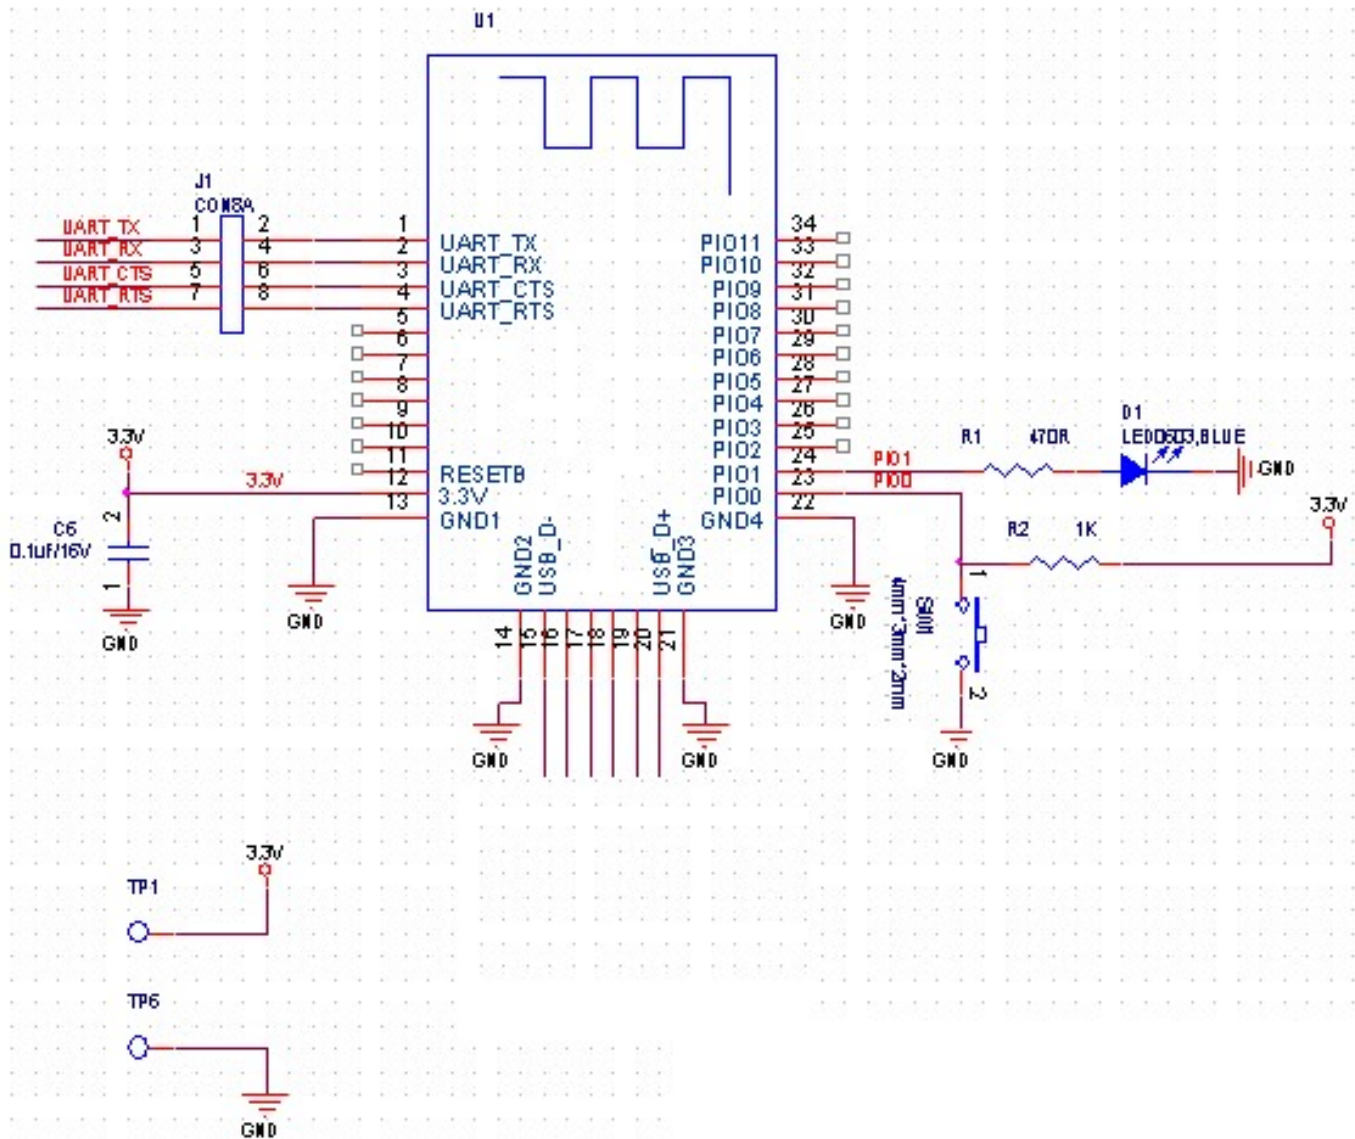 U1
J1
CON8A
UART_TX 1 2 1
UART_RX 3 4 2
UART_CTS 5 6 3
UART_RTS 7 8 4
5
6
7
8
9
10
11
12
13
UART_TX
UART_RX
UART_CTS
UART_RTS
RESETB
3.3V
GND1
34
33
32
31
30
29
28
27
26
25
24
23
22
PIO11
PIO10
PIO9
PIO8
PIO7
PIO6
PIO5
PIO4
PIO3
PIO2
PIO1
PIO0
GND4
GND2
USB_D-
USB_D+
GND3
14
15
16
17
18
19
20
21
3.3V
3.3V
2
C6
0.1uF/16V
1
GND
GND
GND
GND
GND
PIO1
PIO0
R1 470R
D1
GND
3.3V
R2 1K
1
4mm*3mm*2mm
2
GND
3.3V
TP1
TP6
GND